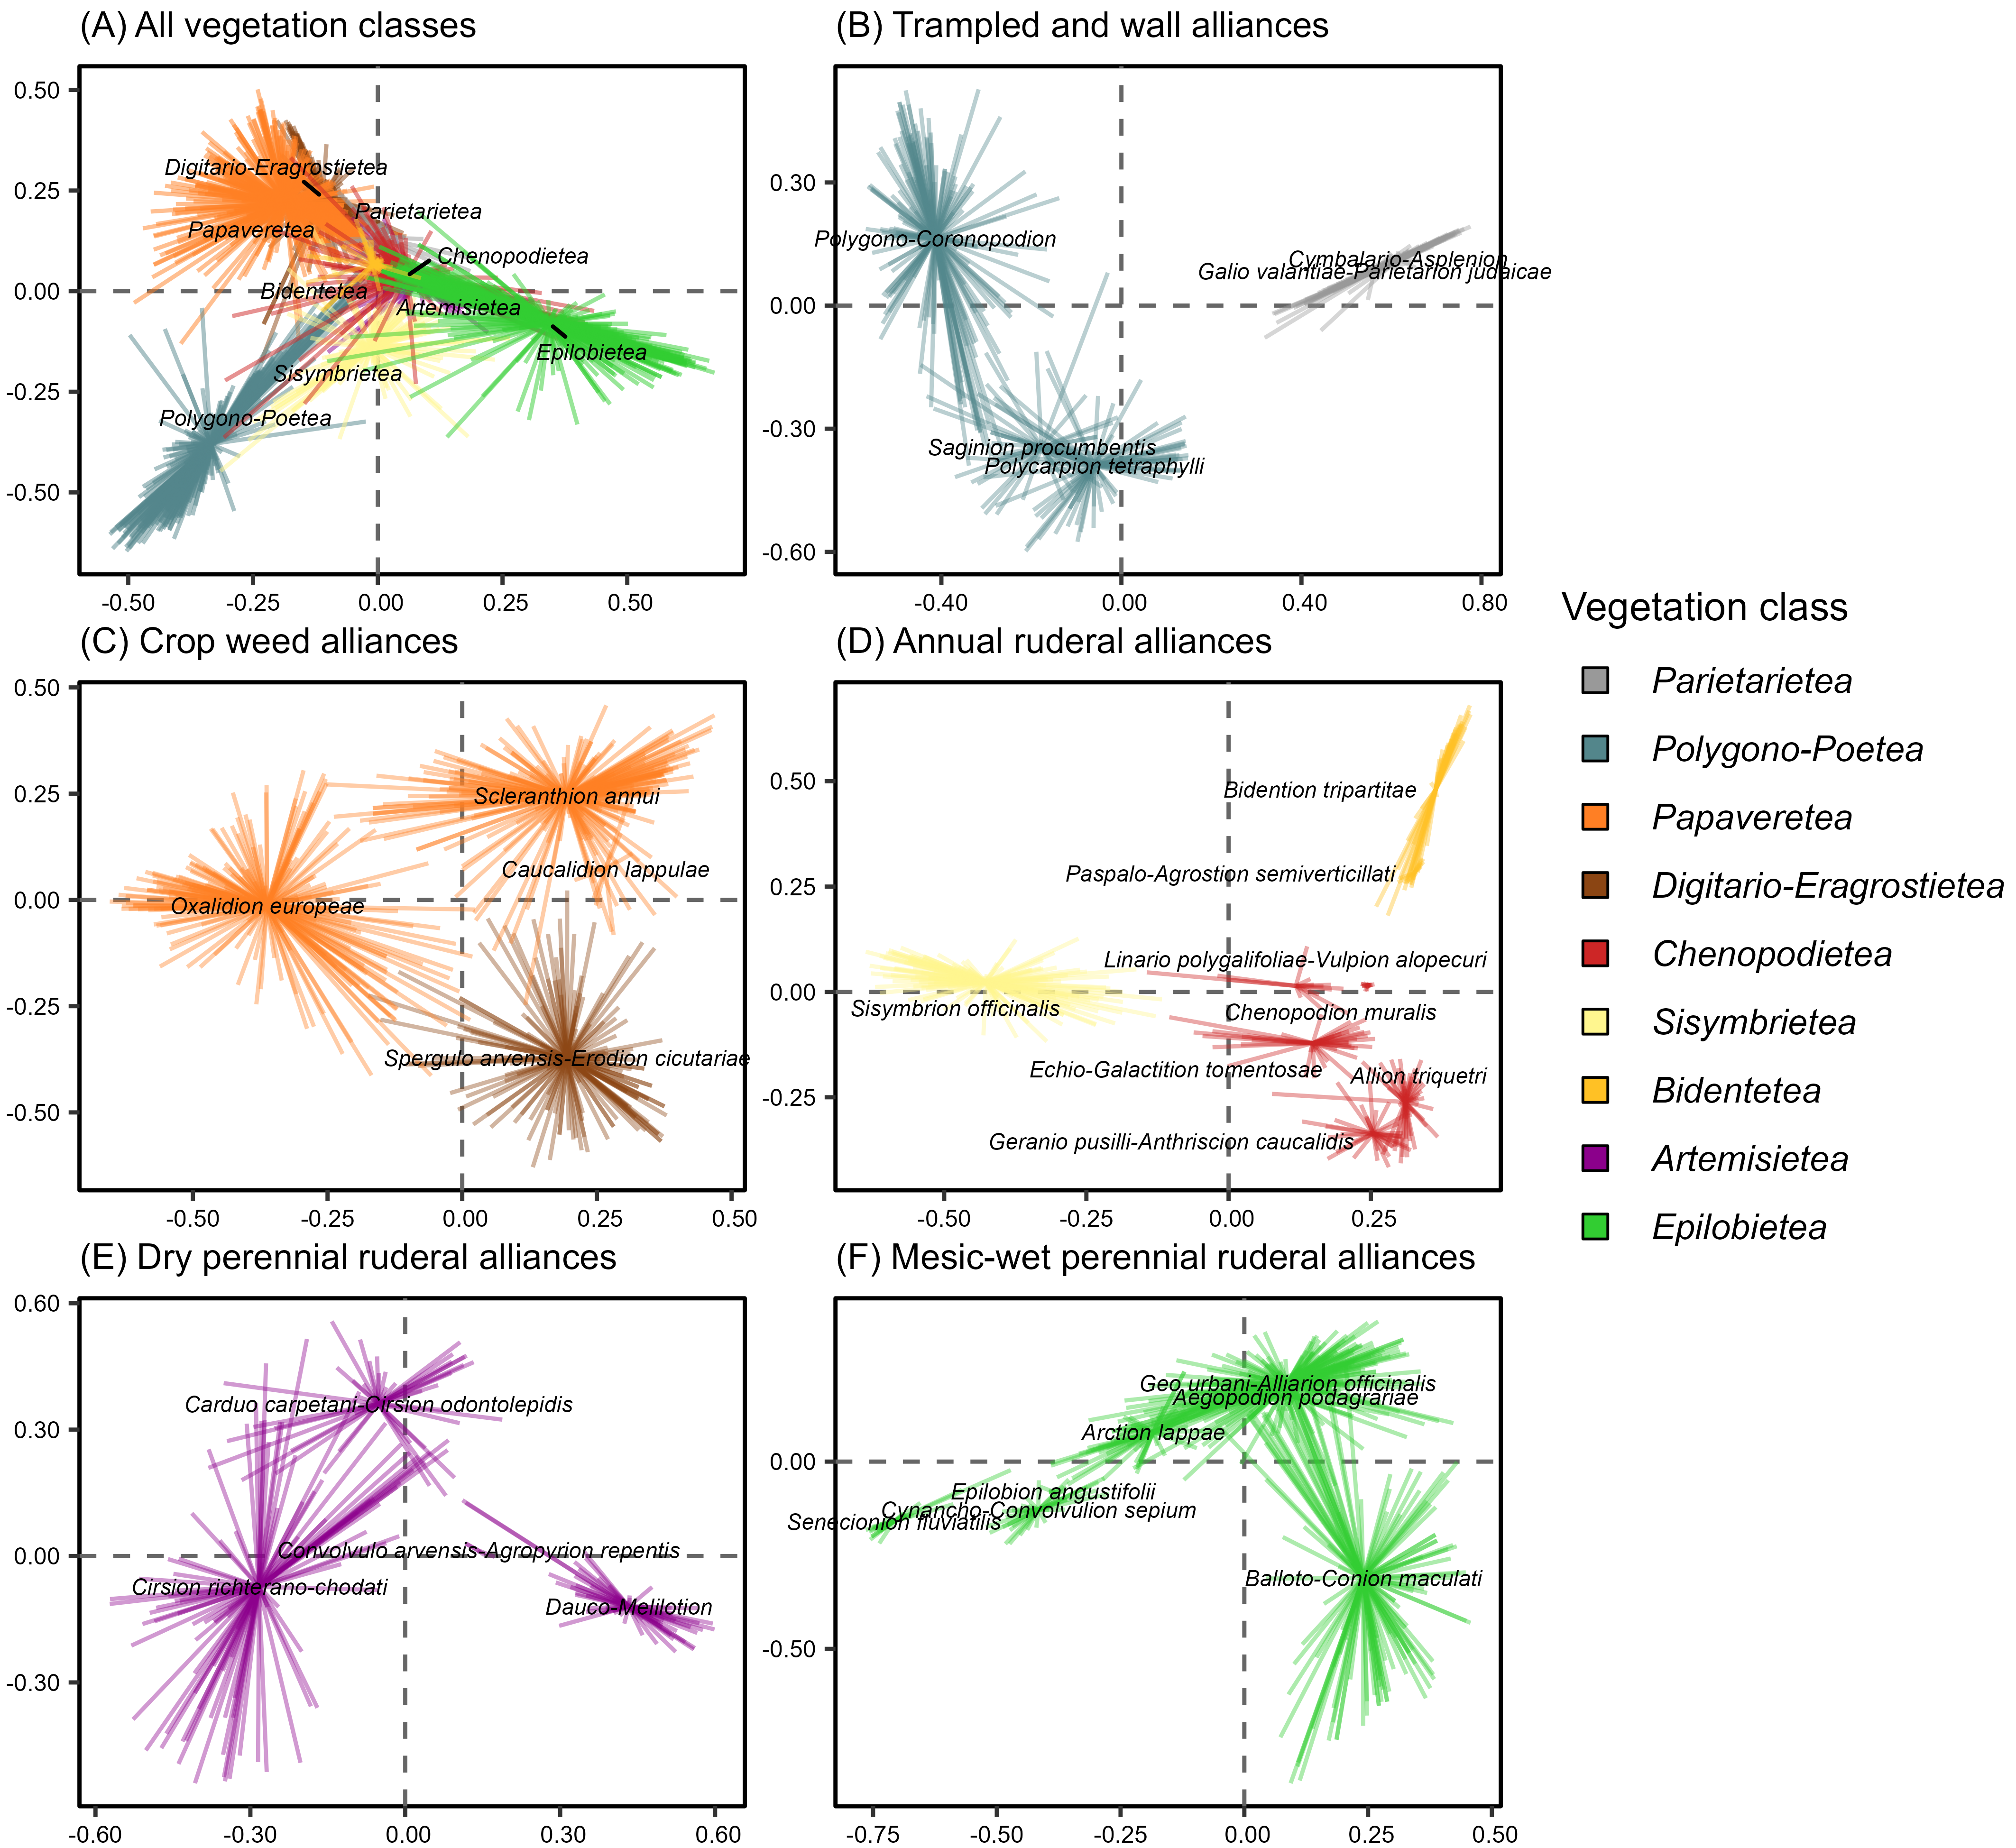 (A) All vegetation classes
0.50
0.25
0.00
-0.25
-0.50
Digitario-Eragrostietea
Parietarietea
Papaveretea
Chenopodietea
Bidentetea
Artemisietea
Epilobietea
Sisymbrietea
Polygono-Poetea
-0.50 -0.25 0.00 0.25 0.50
(B) Trampled and wall alliances
0.30
0.00
-0.30
-0.60
Polygono-Coronopodion
Cymbalario-Asplenion
Galio valantiae-Parietarion judaicae
Saginion procumbentis
Polycarpion tetraphylli
-0.40 0.00 0.40 0.80
(C) Crop weed alliances
0.50
0.25
0.00
-0.25
-0.50
Scleranthion annui
Caucalidion lappulae
Oxalidion europeae
Spergulo arvensis-Erodion cicutariae
-0.50 -0.25 0.00 0.25 0.50
(D) Annual ruderal alliances
0.50
0.25
0.00
-0.25
Bidention tripartitae
Paspalo-Agrostion semiverticillati
Linario polygalifoliae-Vulpion alopecuri
Sisymbrion officinalis
Chenopodion muralis
Echio-Galactition tomentosae
Allion triquetri
Geranio pusilli-Anthriscion caucalidis
-0.50 -0.25 0.00 0.25
(E) Dry perennial ruderal alliances
0.60
0.30
0.00
-0.30
Carduo carpetani-Cirsion odontolepidis
Convolvulo arvensis-Agropyrion repentis
Cirsion richterano-chodati
Dauco-Melilotion
-0.60 -0.30 0.00 0.30 0.60
(F) Mesic-wet perennial ruderal alliances
0.00
-0.50
Geo urbani-Alliarion officinalis
Aegopodion podagrariae
Arction lappae
Epilobion angustifolii
Cynancho-Convolvulion sepium
Senecionion fluviatilis
Balloto-Conion maculati
-0.75 -0.50 -0.25 0.00 0.25 0.50
Vegetation class
Parietarietea
Polygono-Poetea
Papaveretea
Digitario-Eragrostietea
Chenopodietea
Sisymbrietea
Bidentetea
Artemisietea
Epilobietea